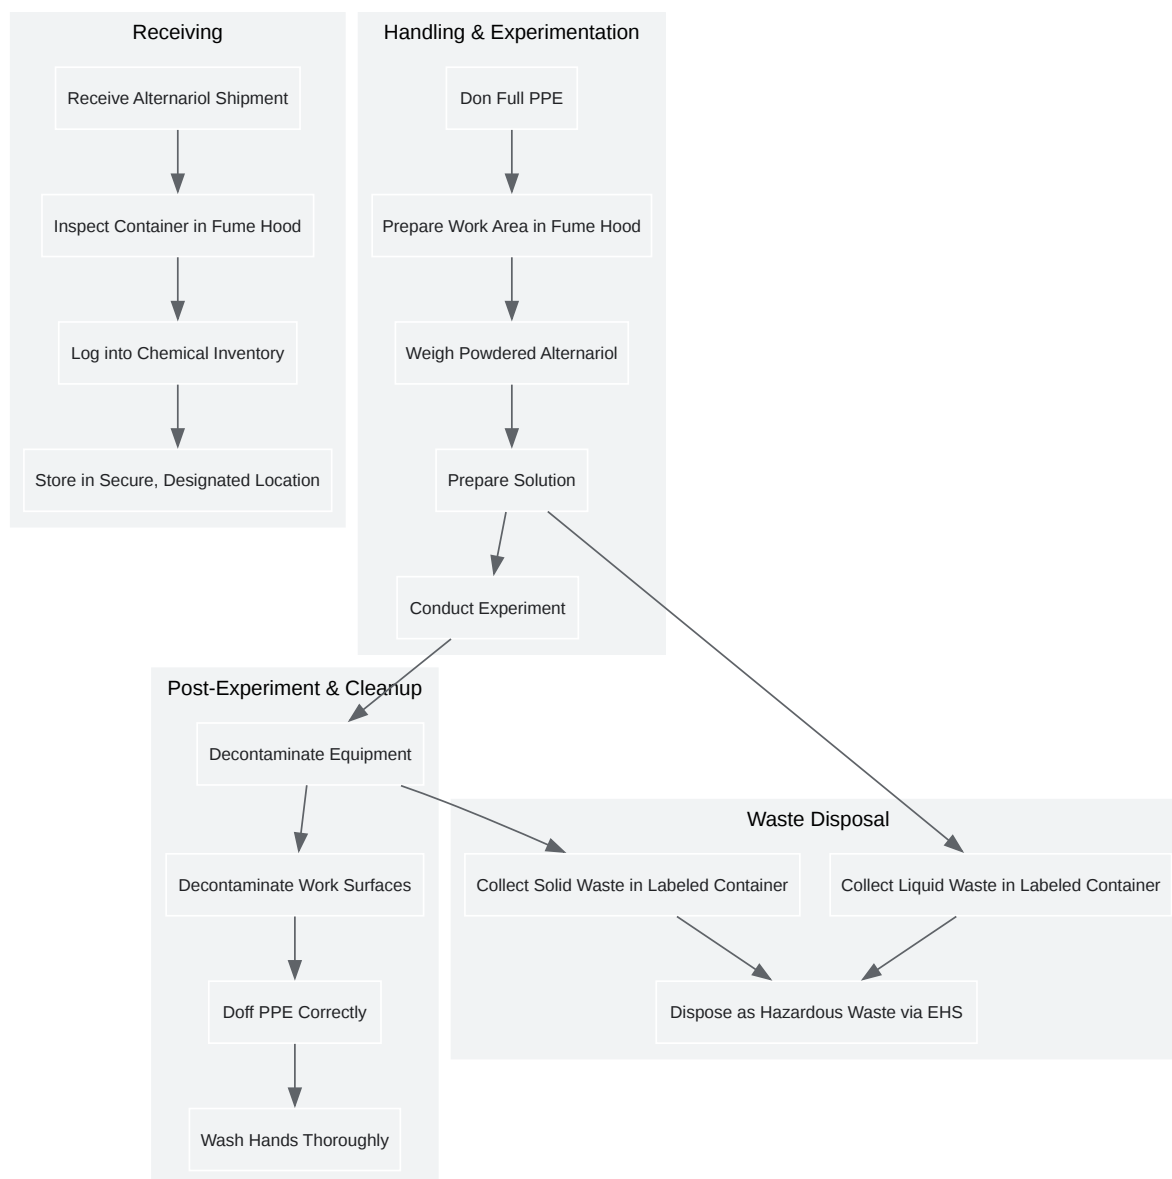 Receiving
Receive Alternariol Shipment
Inspect Container in Fume Hood
Log into Chemical Inventory
Store in Secure, Designated Location
Handling & Experimentation
Don Full PPE
Prepare Work Area in Fume Hood
Weigh Powdered Alternariol
Prepare Solution
Conduct Experiment
Post-Experiment & Cleanup
Decontaminate Equipment
Decontaminate Work Surfaces
Doff PPE Correctly
Wash Hands Thoroughly
Waste Disposal
Collect Solid Waste in Labeled Container
Collect Liquid Waste in Labeled Container
Dispose as Hazardous Waste via EHS